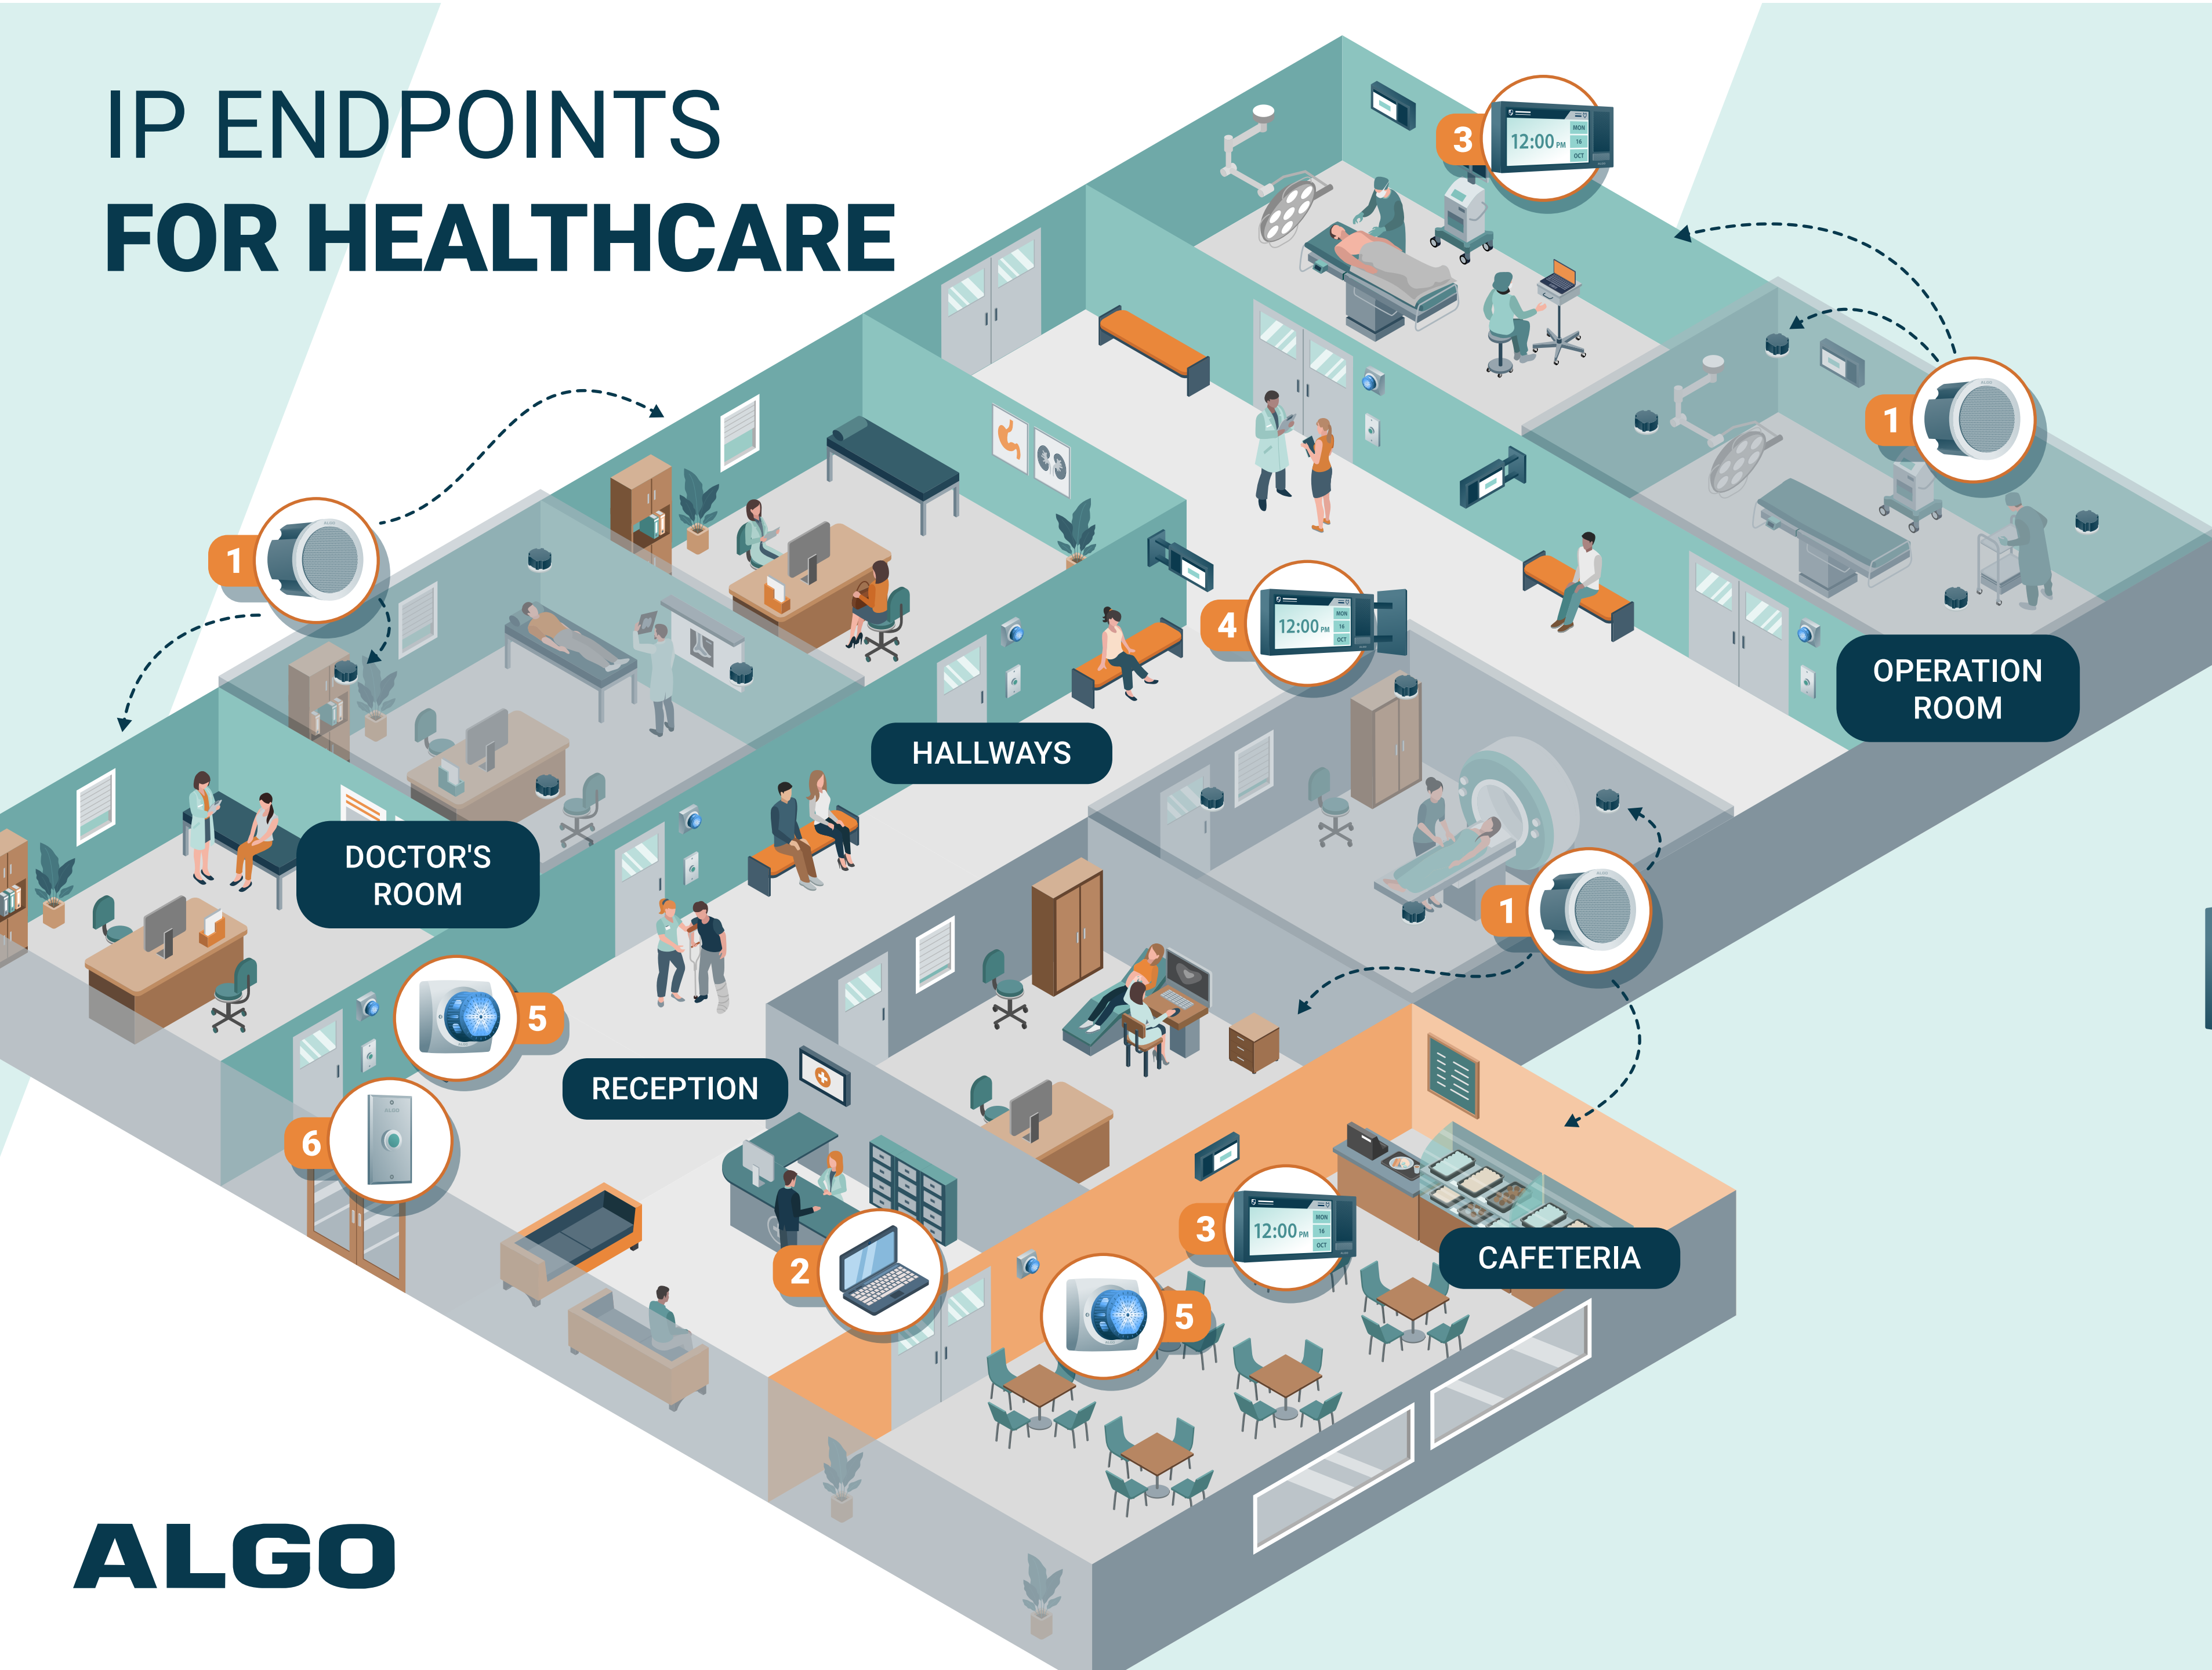 IP ENDPOINTS
FOR HEALTHCARE
3
12:00 PM
MON
16
OCT
1
1
4
12:00 PM
MON
16
OCT
OPERATION
ROOM
HALLWAYS
DOCTOR'S
ROOM
1
5
RECEPTION
6
ALGO
2
3
12:00 PM
MON
16
OCT
CAFETERIA
5
ALGO